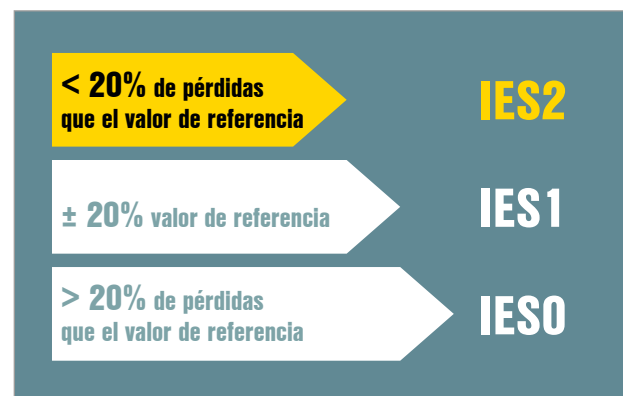 < 20% de pérdidas
que el valor de referencia
IES2
± 20% valor de referencia
IES1
> 20% de pérdidas
que el valor de referencia
IES0